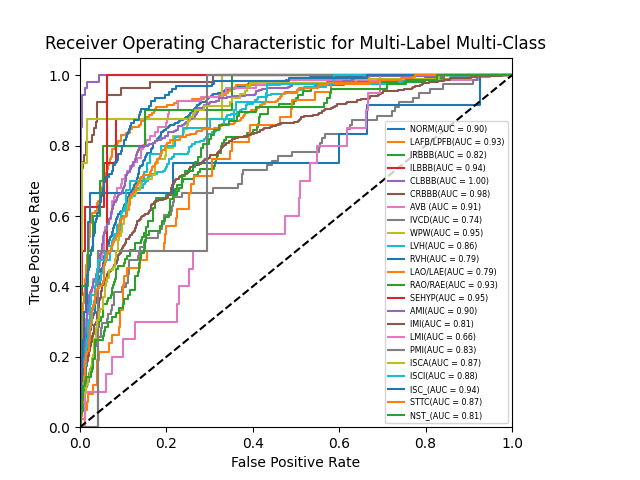 Receiver Operating Characteristic for Multi-Label Multi-Class
1.0
0.8
0.6
0.4
0.2
0.0
True Positive Rate
0.0 0.2 0.4 0.6 0.8 1.0
False Positive Rate
NORM(AUC = 0.90)
LAFB/LPFB(AUC = 0.93)
IRBBB(AUC = 0.82)
ILBBB(AUC = 0.94)
CLBBB(AUC = 1.00)
CRBBB(AUC = 0.98)
AVB (AUC = 0.91)
IVCD(AUC = 0.74)
WPW(AUC = 0.95)
LVH(AUC = 0.86)
RVH(AUC = 0.79)
LAO/LAE(AUC = 0.79)
RAO/RAE(AUC = 0.93)
SEHYP(AUC = 0.95)
AMI(AUC = 0.90)
IMI(AUC = 0.81)
LMI(AUC = 0.66)
PMI(AUC = 0.83)
ISCA(AUC = 0.87)
ISCI(AUC = 0.88)
ISC_(AUC = 0.94)
STTC(AUC = 0.87)
NST_(AUC = 0.81)